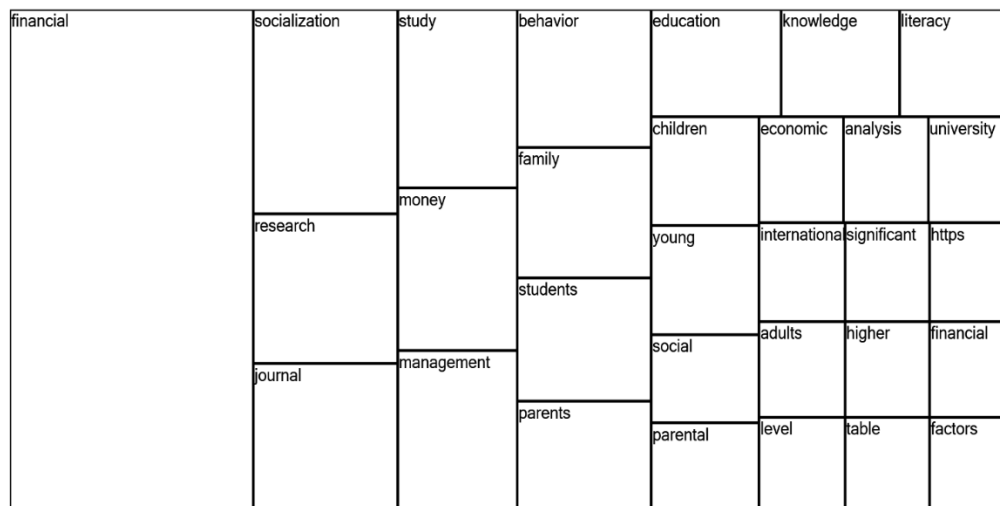 financial
socialization
research
journal
study
money
management
behavior
family
students
parents
education
knowledge
literacy
children
young
social
parental
economic
analysis
university
international
significant
https
adults
higher
financial
level
table
factors